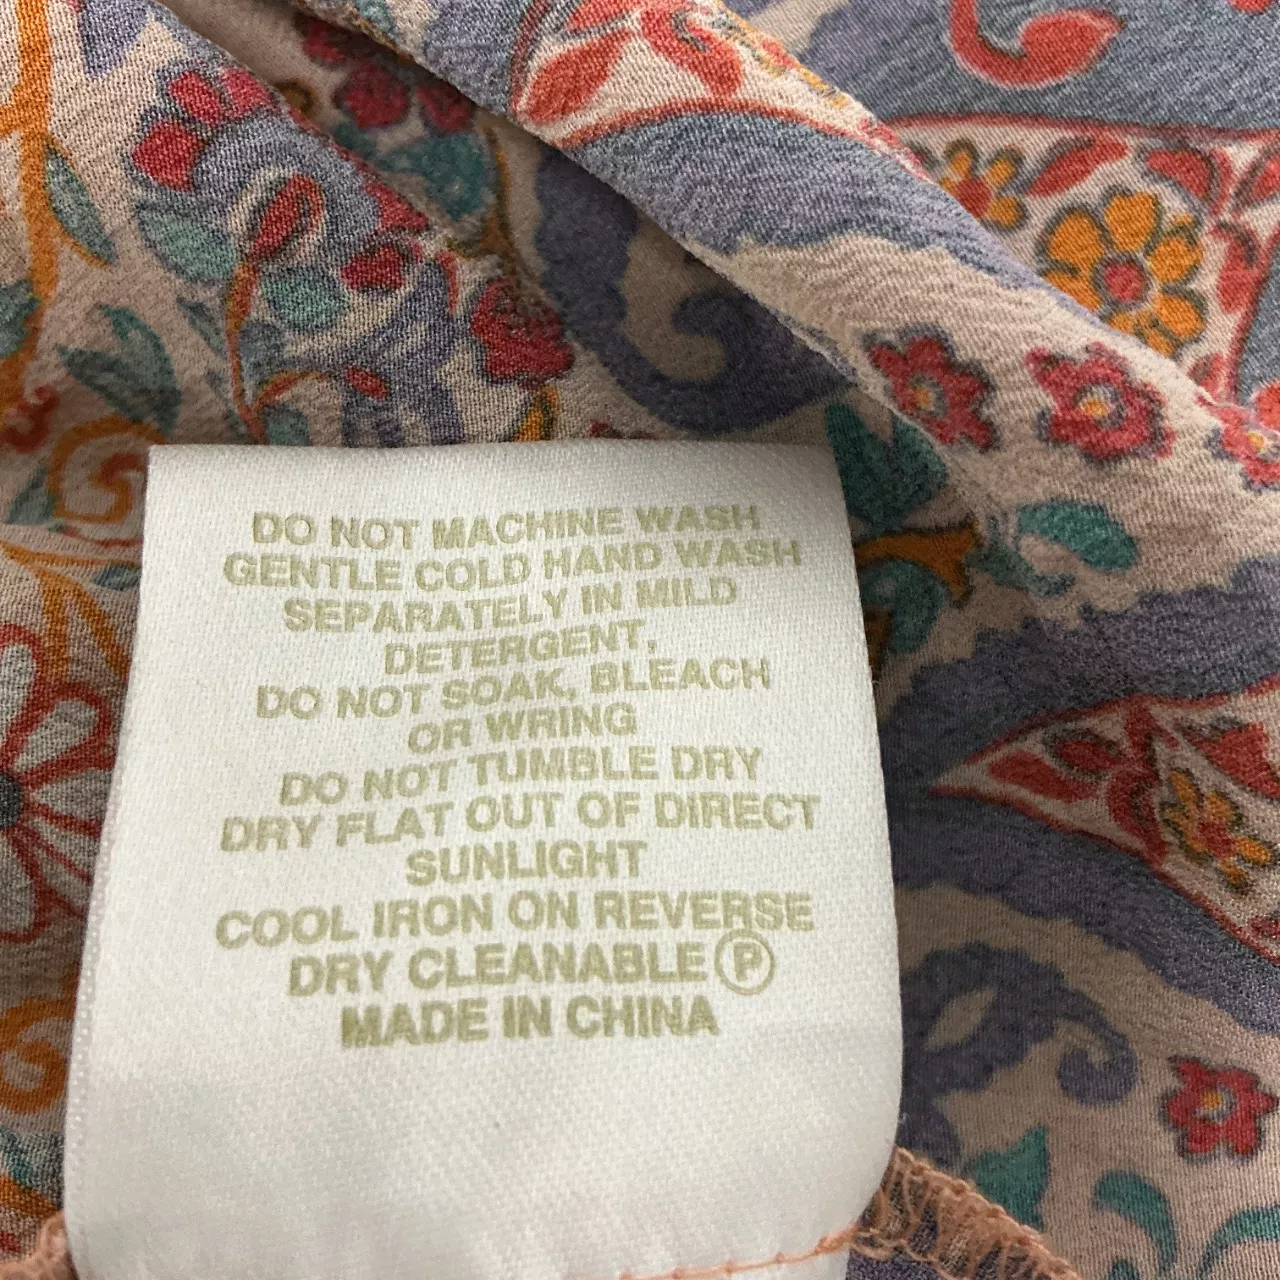 DO NOT MACHINE WASH
GENTLE COLD HAND WASH
SEPARATELY IN MILD
DETERGENT.
DO NOT SOAK, BLEACH
OR WRING
DO NOT TUMBLE DRY
DRY FLAT OUT OF DIRECT
SUNLIGHT
COOL IRON ON REVERSE
DRY CLEANABLE Ⓟ
MADE IN CHINA